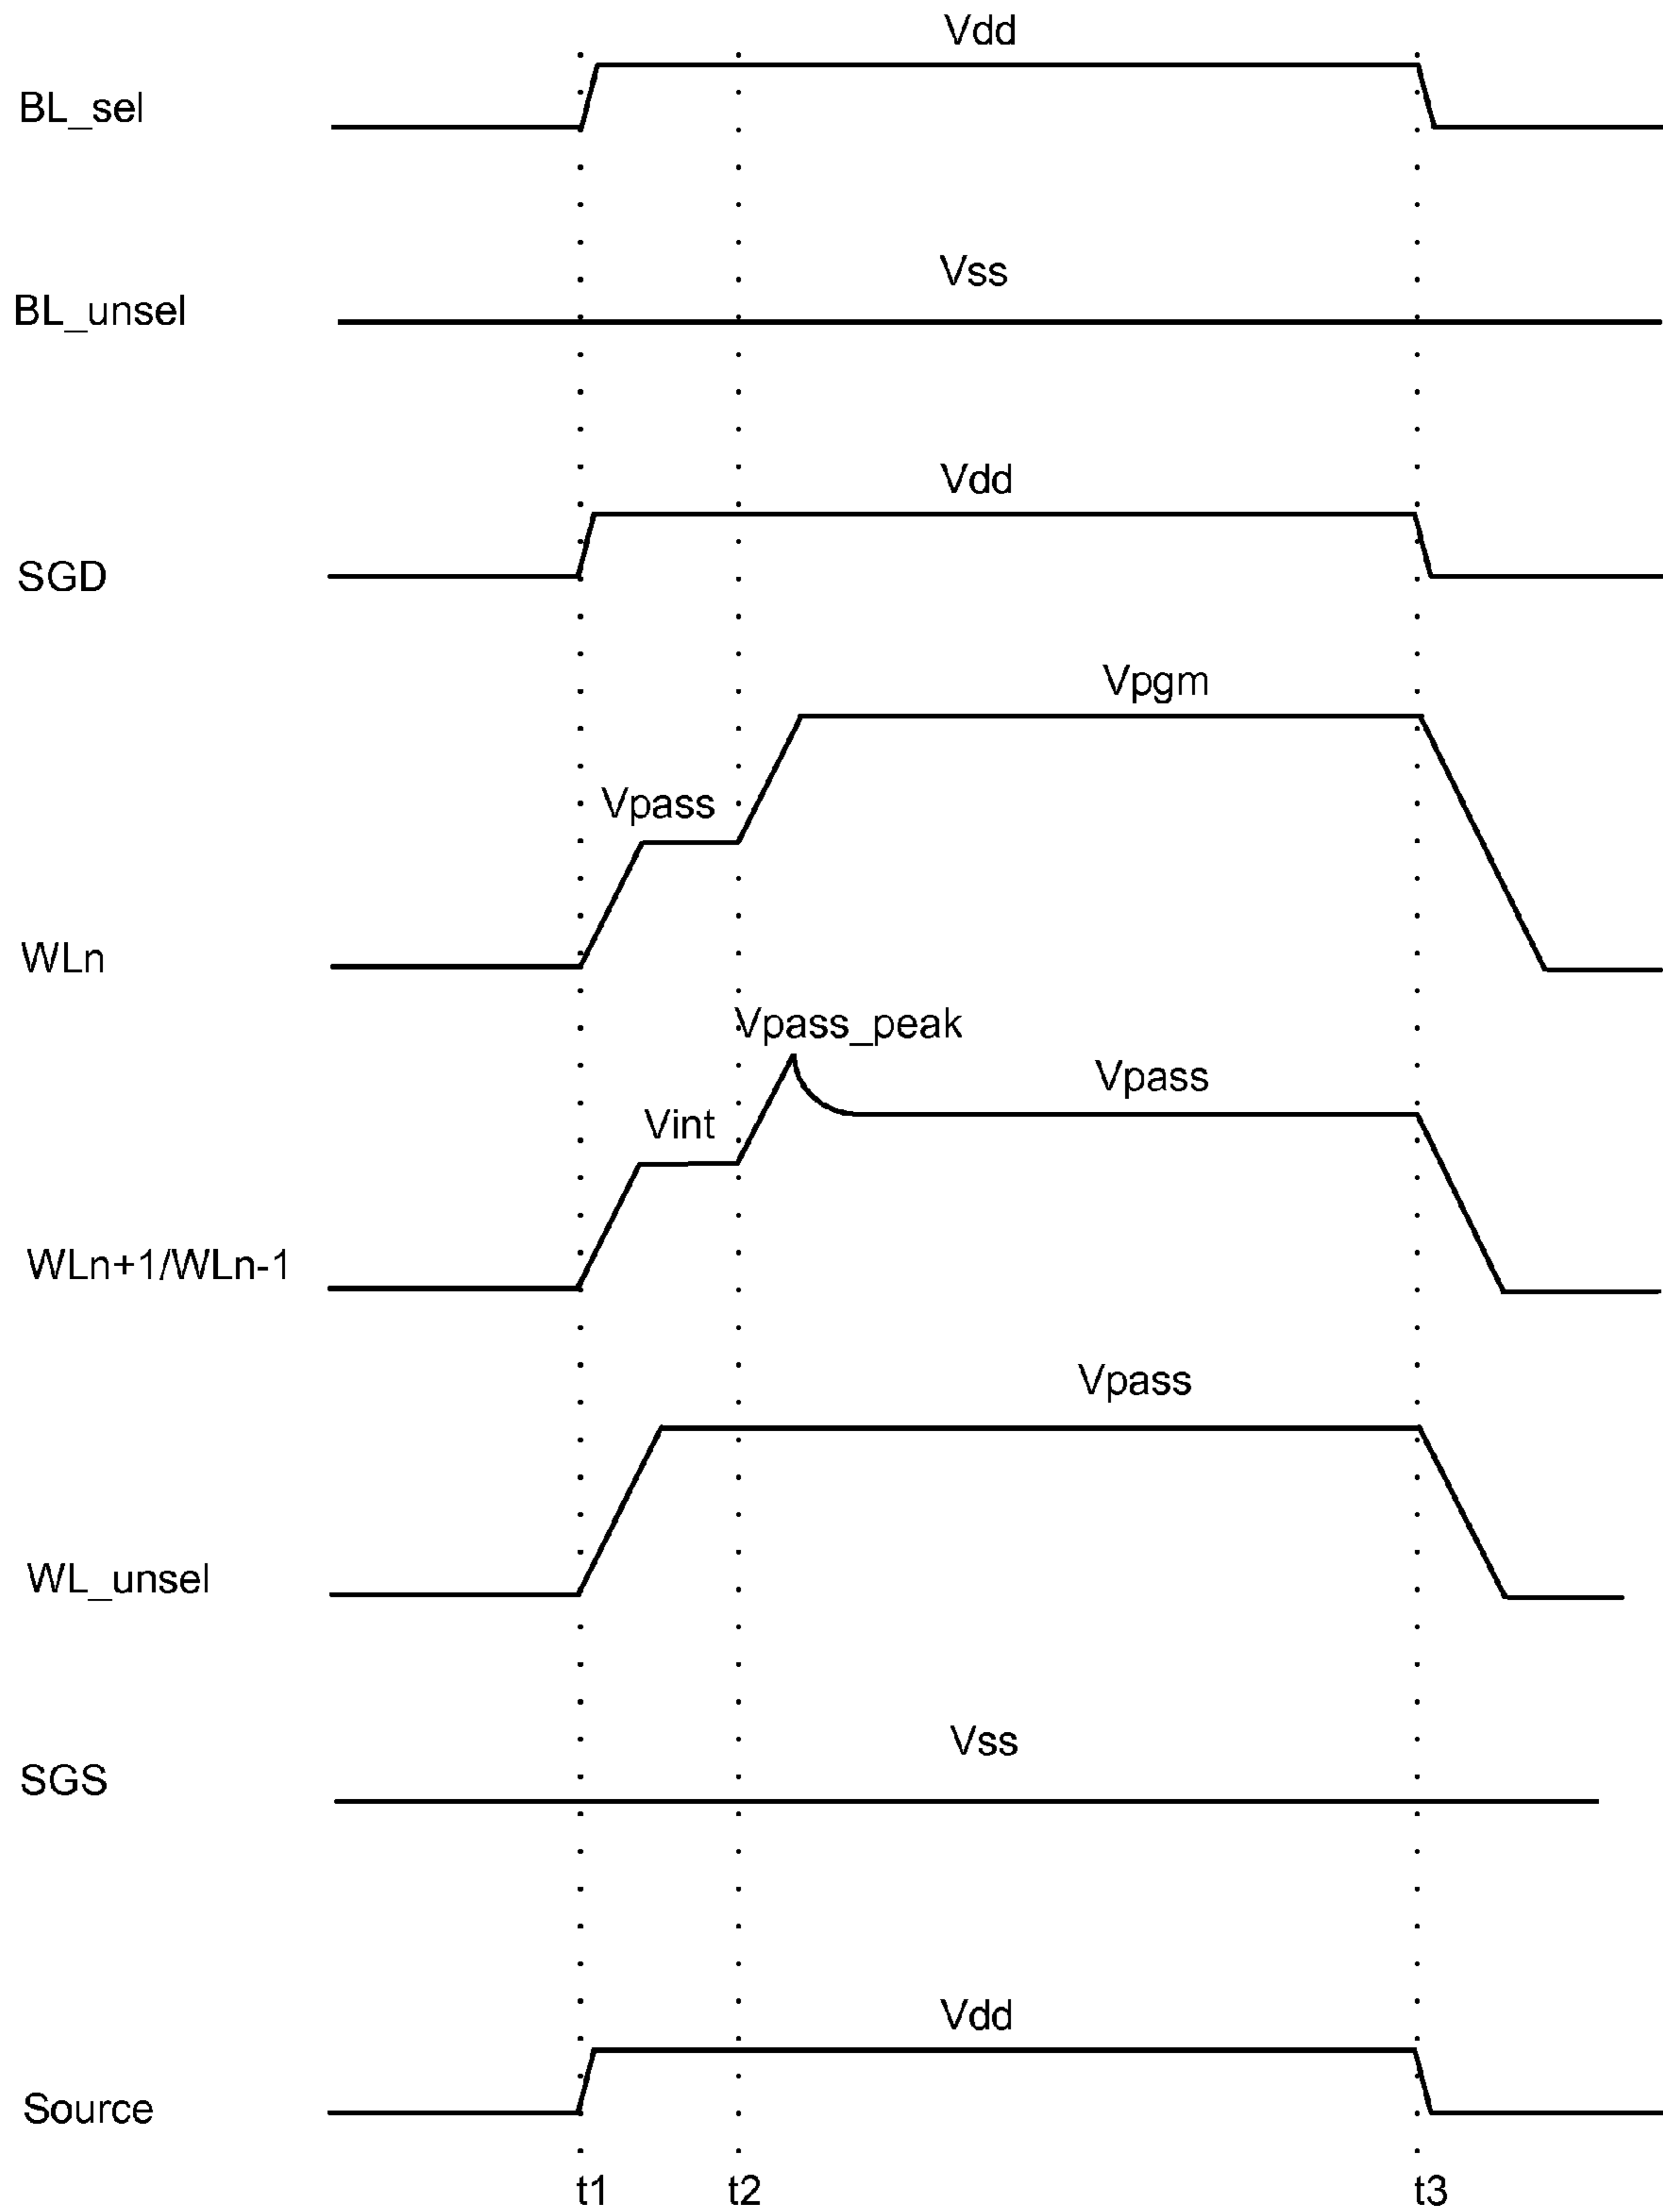 Vdd
BL_sel
Vss
BL_unsel
Vdd
SGD
Vpgm
Vpass
WLn
Vpass_peak
Vpass
Vint
WLn+1/WLn-1
Vpass
WL_unsel
Vss
SGS
Vdd
Source
t1 t2 t3